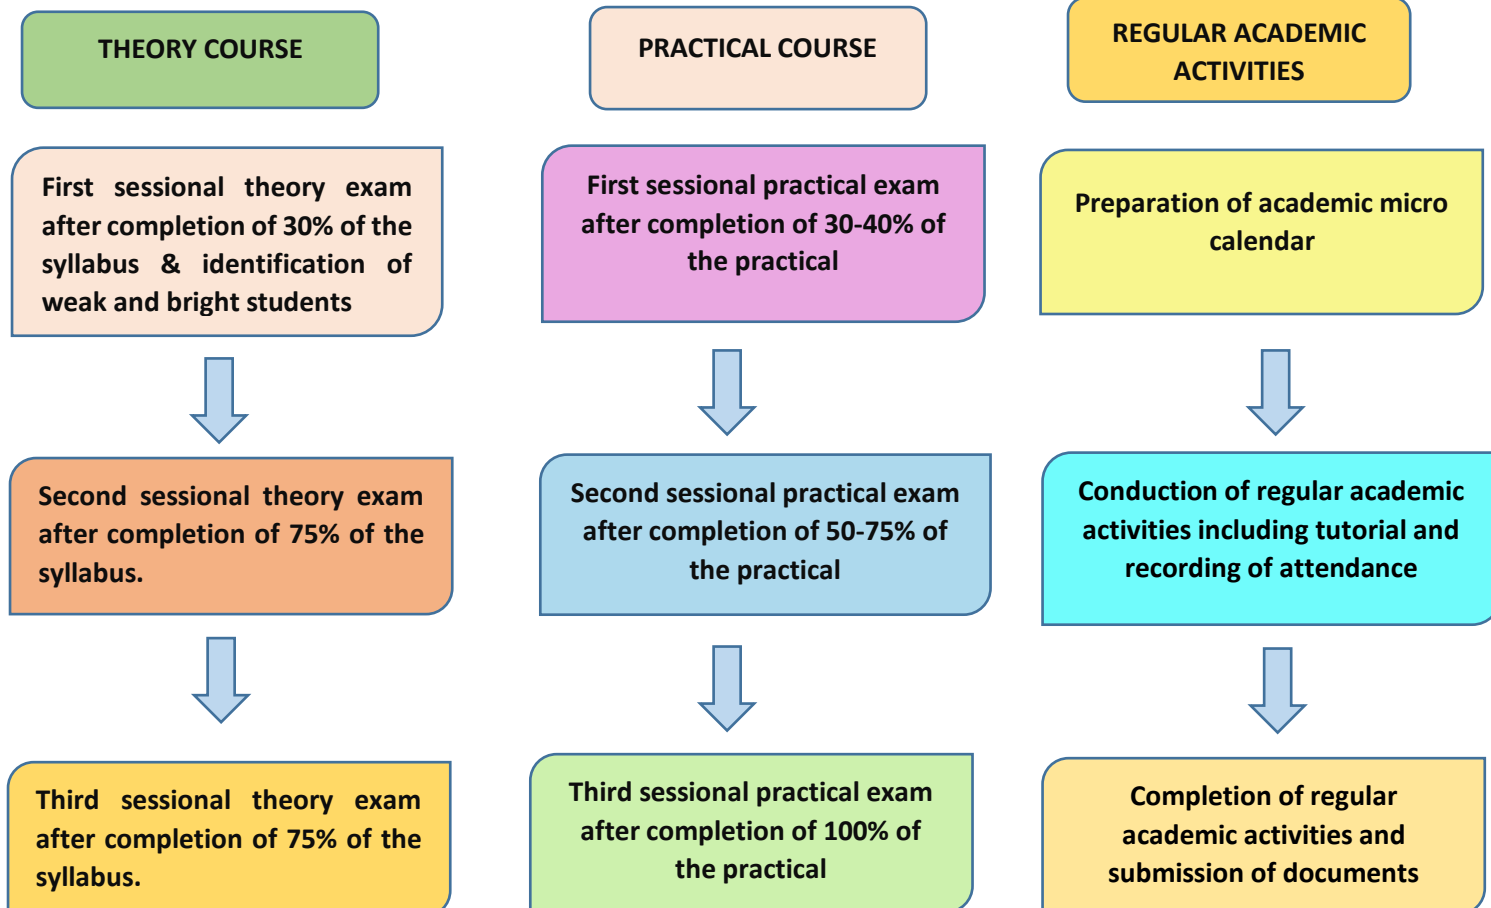 THEORY COURSE
First sessional theory exam
after completion of 30% of the
syllabus & identification of
weak and bright students
Second sessional theory exam
after completion of 75% of the
syllabus.
Third sessional theory exam
after completion of 75% of the
syllabus.
PRACTICAL COURSE
First sessional practical exam
after completion of 30-40% of
the practical
Second sessional practical exam
after completion of 50-75% of
the practical
Third sessional practical exam
after completion of 100% of
the practical
REGULAR ACADEMIC
ACTIVITIES
Preparation of academic micro
calendar
Conduction of regular academic
activities including tutorial and
recording of attendance
Completion of regular
academic activities and
submission of documents